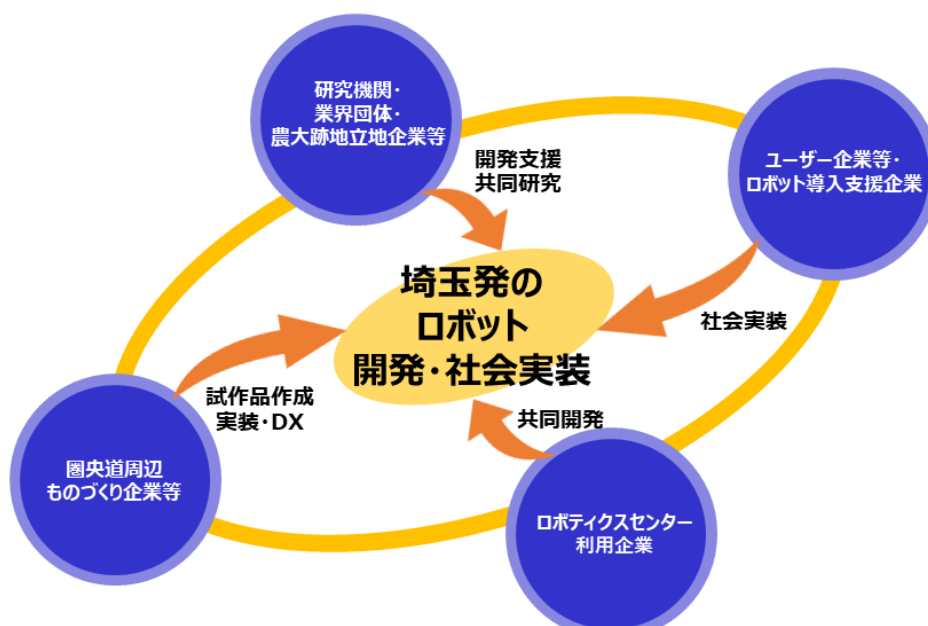 研究機関・
業界団体・
農大跡地立地企業等
ユーザー企業等・
ロボット導入支援企業
開発支援
共同研究
埼玉発の
ロボット
開発・社会実装
社会実装
試作品作成
実装・DX
共同開発
圏央道周辺
ものづくり企業等
ロボティクスセンター
利用企業